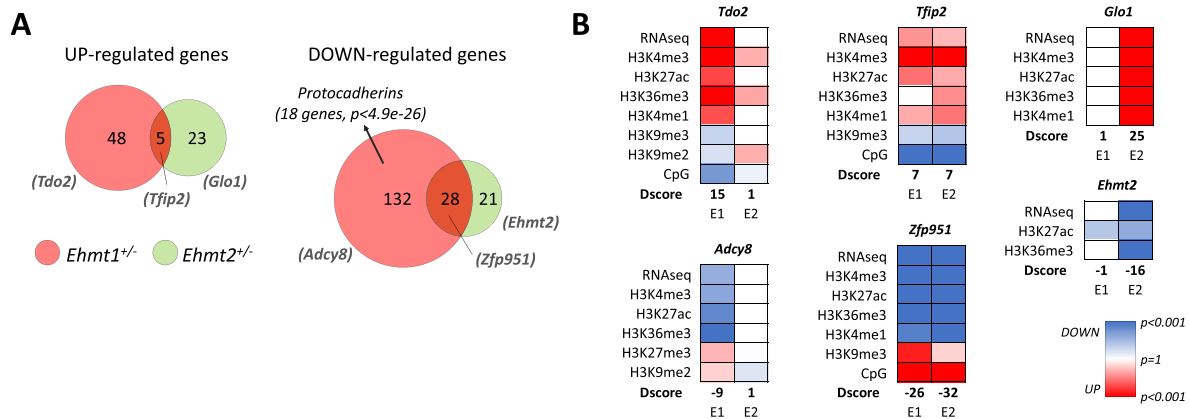 A
UP-regulated genes
DOWN-regulated genes
Protocadherins
(18 genes, p<4.9e-26)
48
5
23
(Tdo2)
(Tfip2)
(Glo1)
132
28
21
(Ehmt2)
(Adcy8)
(Zfp951)
Ehmt1+/-
Ehmt2+/-
B
Tdo2
RNAseq
H3K4me3
H3K27ac
H3K36me3
H3K4me1
H3K9me3
H3K9me2
CpG
Dscore 15 1
E1 E2
Tfip2
RNAseq
H3K4me3
H3K27ac
H3K36me3
H3K4me1
H3K9me3
CpG
Dscore 7 7
E1 E2
Glo1
RNAseq
H3K4me3
H3K27ac
H3K36me3
H3K4me1
Dscore 1 25
E1 E2
Adcy8
RNAseq
H3K4me3
H3K27ac
H3K36me3
H3K27me3
H3K9me2
Dscore -9 1
E1 E2
Zfp951
RNAseq
H3K4me3
H3K27ac
H3K36me3
H3K4me1
H3K9me3
CpG
Dscore -26 -32
E1 E2
Ehmt2
RNAseq
H3K27ac
H3K36me3
Dscore -1 -16
E1 E2
DOWN
UP
p<0.001
p=1
p<0.001